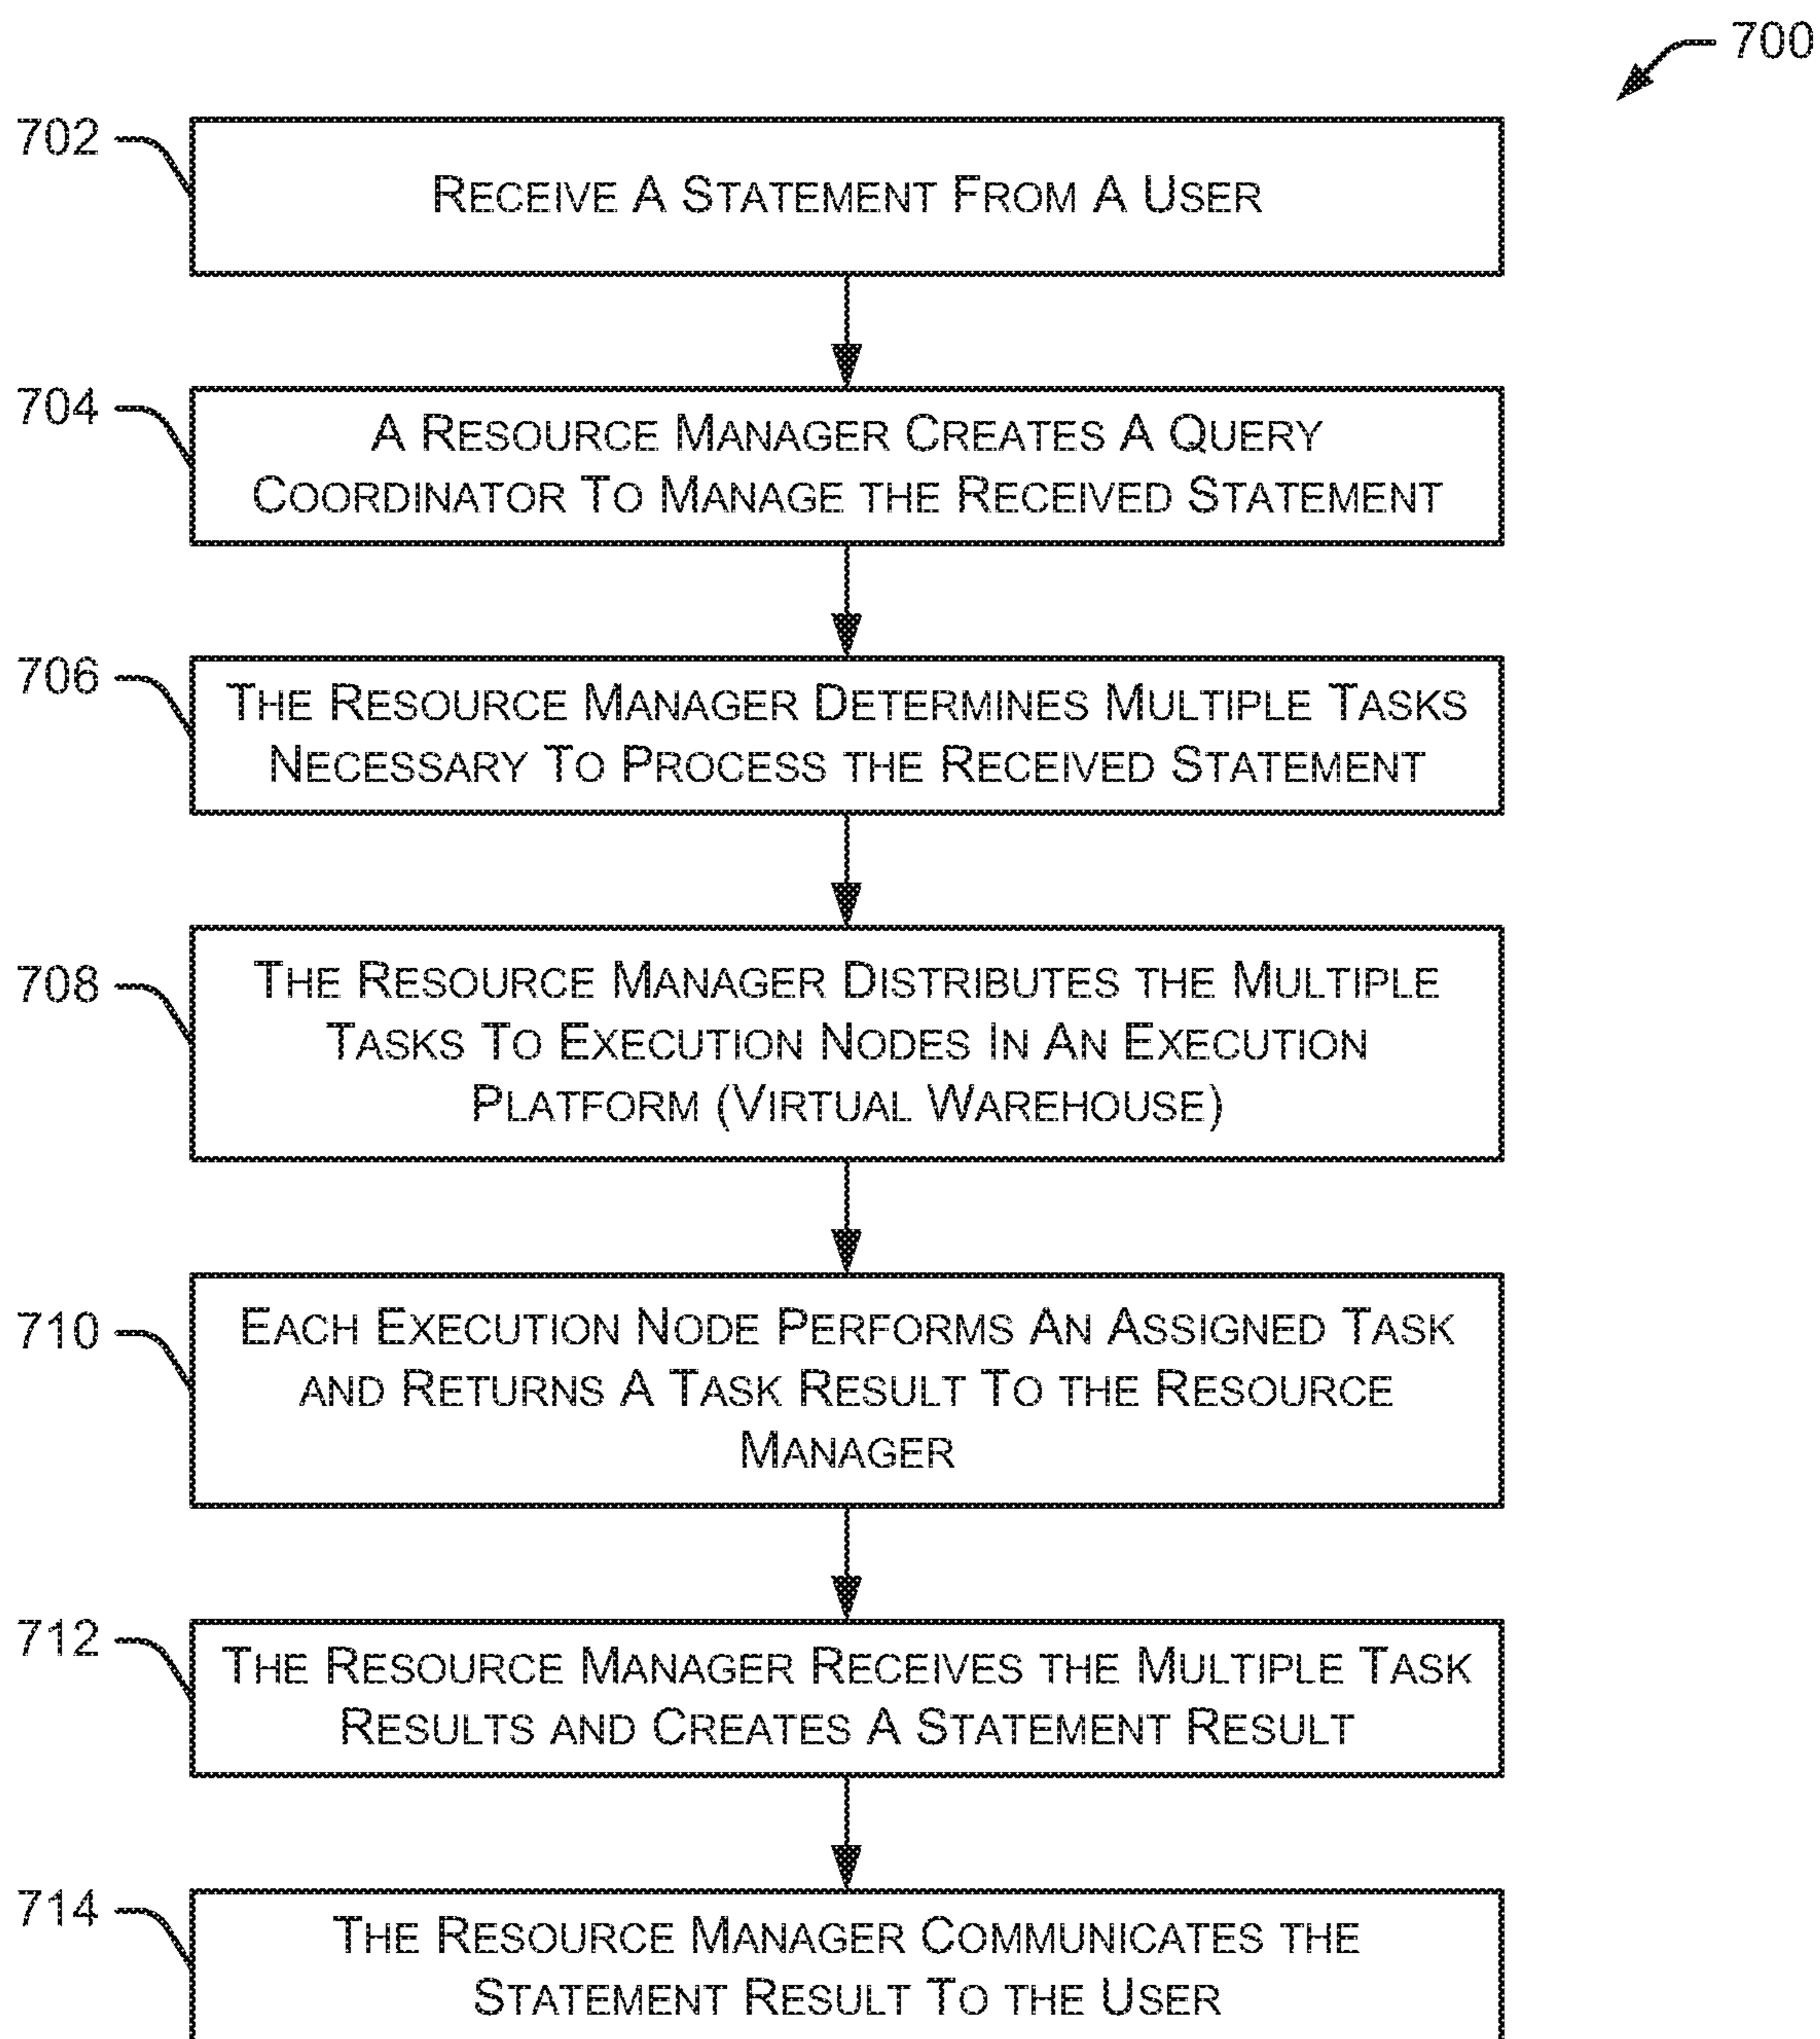 700
702
RECEIVE A STATEMENT FROM A USER
704
A RESOURCE MANAGER CREATES A QUERY
COORDINATOR TO MANAGE THE RECEIVED STATEMENT
706
THE RESOURCE MANAGER DETERMINES MULTIPLE TASKS
NECESSARY TO PROCESS THE RECEIVED STATEMENT
708
THE RESOURCE MANAGER DISTRIBUTES THE MULTIPLE
TASKS TO EXECUTION NODES IN AN EXECUTION
PLATFORM (VIRTUAL WAREHOUSE)
710
EACH EXECUTION NODE PERFORMS AN ASSIGNED TASK
AND RETURNS A TASK RESULT TO THE RESOURCE
MANAGER
712
THE RESOURCE MANAGER RECEIVES THE MULTIPLE TASK
RESULTS AND CREATES A STATEMENT RESULT
714
THE RESOURCE MANAGER COMMUNICATES THE
STATEMENT RESULT TO THE USER